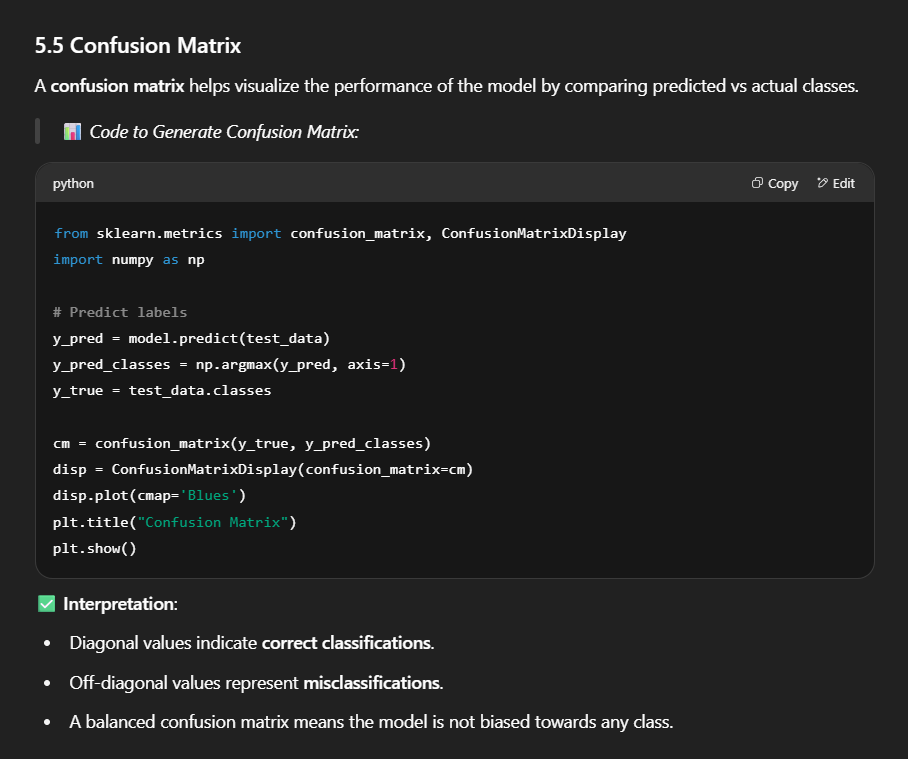 5.5 Confusion Matrix
A confusion matrix helps visualize the performance of the model by comparing predicted vs actual classes.
📊 Code to Generate Confusion Matrix:
python Copy Edit
from sklearn.metrics import confusion_matrix, ConfusionMatrixDisplay
import numpy as np
# Predict labels
y_pred = model.predict(test_data)
y_pred_classes = np.argmax(y_pred, axis=1)
y_true = test_data.classes
cm = confusion_matrix(y_true, y_pred_classes)
disp = ConfusionMatrixDisplay(confusion_matrix=cm)
disp.plot(cmap='Blues')
plt.title("Confusion Matrix")
plt.show()
✅ Interpretation:
• Diagonal values indicate correct classifications.
• Off-diagonal values represent misclassifications.
• A balanced confusion matrix means the model is not biased towards any class.